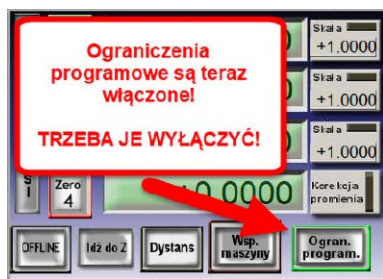 Ograniczenia
programowe są teraz
włączone!
TRZEBA JE WYŁĄCZYĆ!
Skala
+1.0000
Skala
+1.0000
Skala
+1.0000
Zero
4
0.0000
Korekcja
promienia
OFFLINE
Idź do Z
Dystans
Wsp.
maszyny
Ogran.
program.